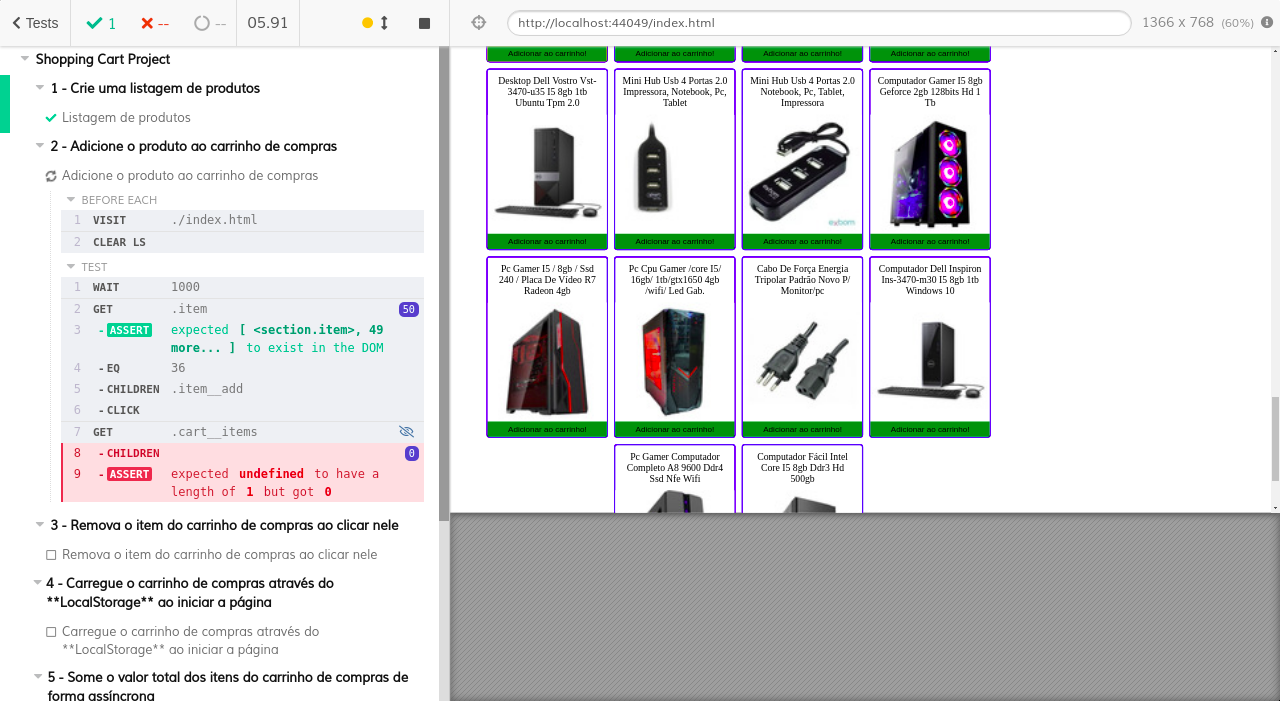 Tests
1
--
--
05.91
http://localhost:44049/index.html
1366 x 768 (60%)
Shopping Cart Project
1 - Crie uma listagem de produtos
Listagem de produtos
2 - Adicione o produto ao carrinho de compras
Adicione o produto ao carrinho de compras
BEFORE EACH
1 VISIT ./index.html
2 CLEAR LS
TEST
1 WAIT 1000
2 GET .item 50
3 - ASSERT expected [ <section.item>, 49
more... ] to exist in the DOM
4 - EQ 36
5 - CHILDREN .item__add
6 - CLICK
7 GET .cart__items
8 - CHILDREN 0
9 - ASSERT expected undefined to have a
length of 1 but got 0
3 - Remova o item do carrinho de compras ao clicar nele
Remova o item do carrinho de compras ao clicar nele
4 - Carregue o carrinho de compras através do
**LocalStorage** ao iniciar a página
Carregue o carrinho de compras através do
**LocalStorage** ao iniciar a página
5 - Some o valor total dos itens do carrinho de compras de
forma assíncrona
Adicionar ao carrinho! Adicionar ao carrinho! Adicionar ao carrinho! Adicionar ao carrinho!
Desktop Dell Vostro Vst-
3470-u35 I5 8gb 1tb
Ubuntu Tpm 2.0
Adicionar ao carrinho!
Mini Hub Usb 4 Portas 2.0
Impressora, Notebook, Pc,
Tablet
Adicionar ao carrinho!
Mini Hub Usb 4 Portas 2.0
Notebook, Pc, Tablet,
Impressora
exbom
Adicionar ao carrinho!
Computador Gamer I5 8gb
Geforce 2gb 128bits Hd 1
Tb
Adicionar ao carrinho!
Pc Gamer I5 / 8gb / Ssd
240 / Placa De Vídeo R7
Radeon 4gb
Adicionar ao carrinho!
Pc Cpu Gamer /core I5/
16gb/ 1tb/gtx1650 4gb
/wifi/ Led Gab.
Adicionar ao carrinho!
Cabo De Força Energia
Tripolar Padrão Novo P/
Monitor/pc
Adicionar ao carrinho!
Computador Dell Inspiron
Ins-3470-m30 I5 8gb 1tb
Windows 10
Adicionar ao carrinho!
Pc Gamer Computador
Completo A8 9600 Ddr4
Ssd Nfe Wifi
Computador Fácil Intel
Core I5 8gb Ddr3 Hd
500gb